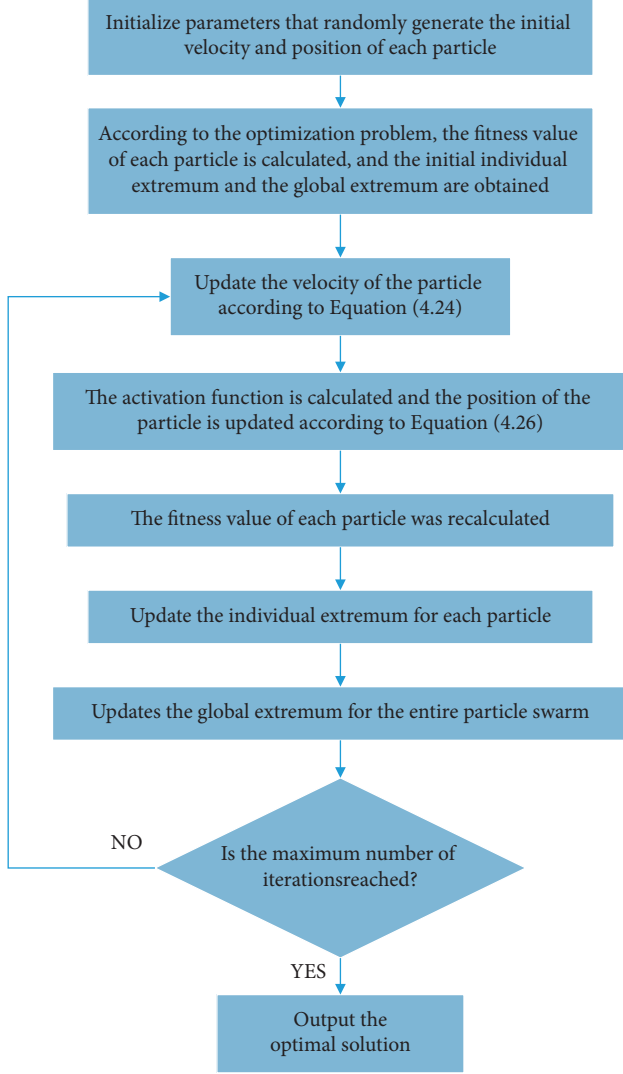 Initialize parameters that randomly generate the initial
velocity and position of each particle
According to the optimization problem, the fitness value
of each particle is calculated, and the initial individual
extremum and the global extremum are obtained
Update the velocity of the particle
according to Equation (4.24)
The activation function is calculated and the position of the
particle is updated according to Equation (4.26)
The fitness value of each particle was recalculated
Update the individual extremum for each particle
Updates the global extremum for the entire particle swarm
NO
Is the maximum number of
iterationsreached?
YES
Output the
optimal solution